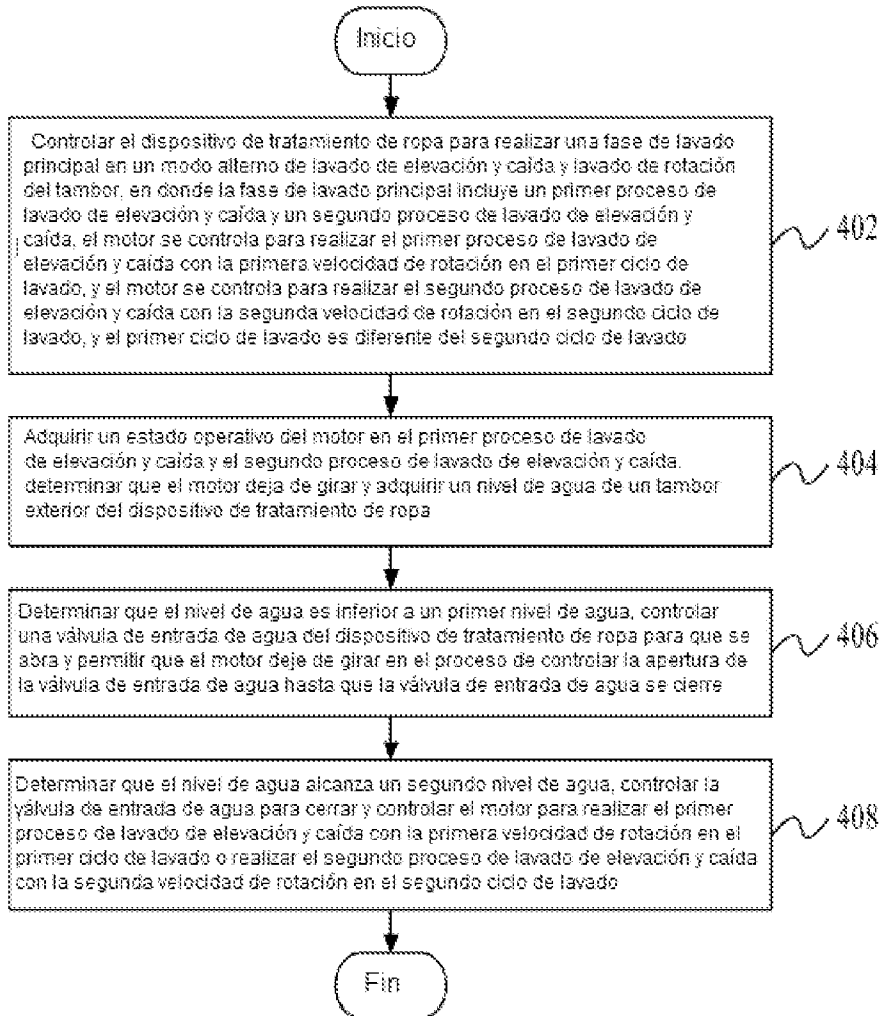 Inicio
Controlar el dispositivo de tratamiento de ropa para realizar una fase de lavado
principal en un modo alterno de lavado de elevación y caída y lavado de rotación
del tambor, en donde la fase de lavado principal incluye un primer proceso de
lavado de elevación y caída y un segundo proceso de lavado de elevación y
caída, el motor se controla para realizar el primer proceso de lavado de
elevación y caída con la primera velocidad de rotación en el primer ciclo de
lavado, y el motor se controla para realizar el segundo proceso de lavado de
elevación y caída con la segunda velocidad de rotación en el segundo ciclo de
lavado, y el primer ciclo de lavado es diferente del segundo ciclo de lavado
402
Adquirir un estado operativo del motor en el primer proceso de lavado
de elevación y caída y el segundo proceso de lavado de elevación y caída,
determinar que el motor deja de girar y adquirir un nivel de agua de un tambor
exterior del dispositivo de tratamiento de ropa
404
Determinar que el nivel de agua es inferior a un primer nivel de agua, controlar
una válvula de entrada de agua del dispositivo de tratamiento de ropa para que se
abra y permitir que el motor deje de girar en el proceso de controlar la apertura de
la válvula de entrada de agua hasta que la válvula de entrada de agua se cierre
406
Determinar que el nivel de agua alcanza un segundo nivel de agua, controlar la
válvula de entrada de agua para cerrar y controlar el motor para realizar el primer
proceso de lavado de elevación y caída con la primera velocidad de rotación en el
primer ciclo de lavado o realizar el segundo proceso de lavado de elevación y caída
con la segunda velocidad de rotación en el segundo ciclo de lavado
408
Fin